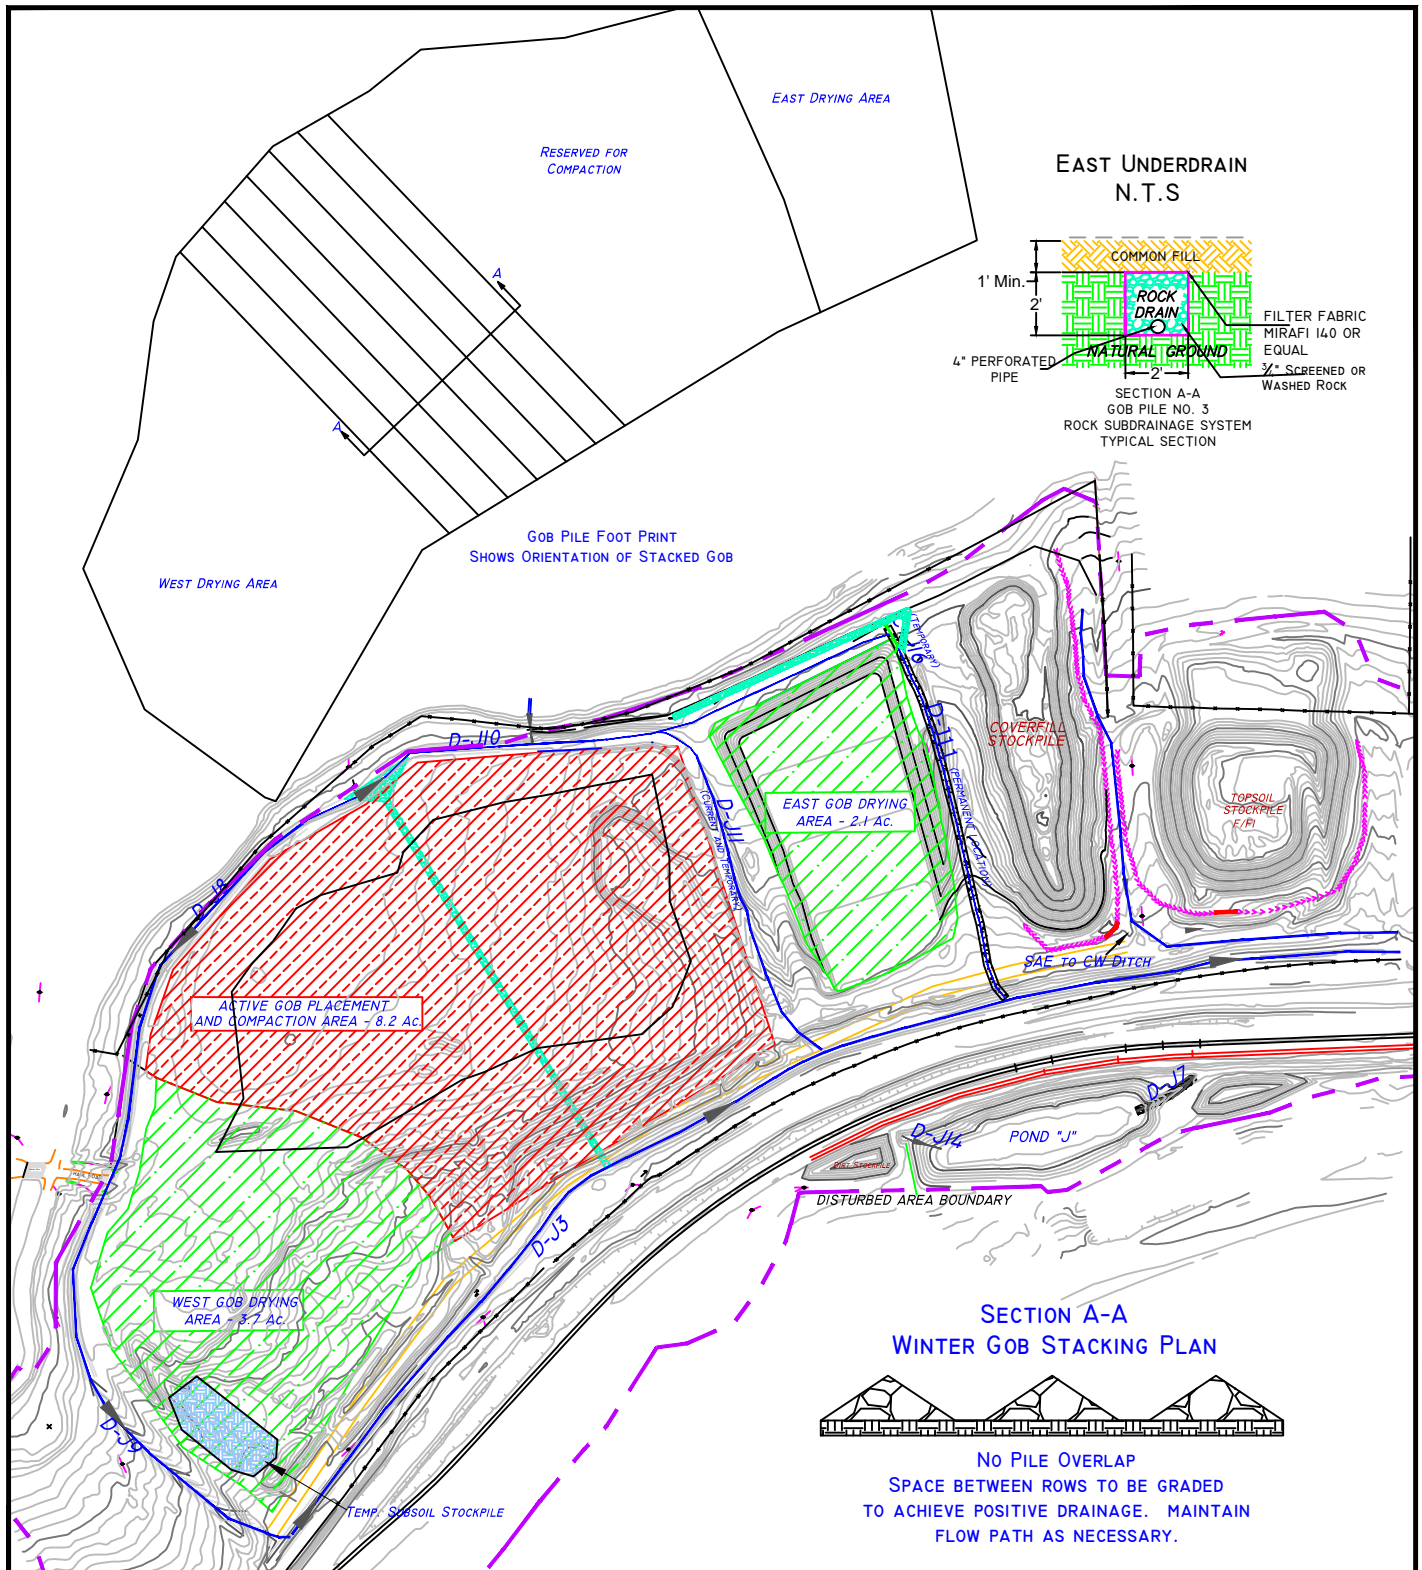 EAST DRYING AREA
RESERVED FOR
COMPACTION
EAST UNDERDRAIN
N.T.S
COMMON FILL
1' Min.
2'
ROCK
DRAIN
NATURAL GROUND
2'
4" PERFORATED
PIPE
FILTER FABRIC
MIRAFI 140 OR
EQUAL
3/4" SCREENED OR
WASHED ROCK
SECTION A-A
GOB PILE NO. 3
ROCK SUBDRAINAGE SYSTEM
TYPICAL SECTION
A
A
GOB PILE FOOT PRINT
SHOWS ORIENTATION OF STACKED GOB
WEST DRYING AREA
(TEMPORARY)
D-J10
D-J11
(PERMANENT LOCATION)
D-J11
(CURRENT AND TEMPORARY)
COVERFILL
STOCKPILE
TOPSOIL
STOCKPILE
F/F1
EAST GOB DRYING
AREA - 2.1 AC.
D-J8
SAE TO CW DITCH
ACTIVE GOB PLACEMENT
AND COMPACTION AREA - 8.2 AC.
D-J7
D-J14
POND "J"
DIRT STOCKPILE
DISTURBED AREA BOUNDARY
D-J3
WEST GOB DRYING
AREA - 3.7 AC.
D-J9
TEMP. SUBSOIL STOCKPILE
SECTION A-A
WINTER GOB STACKING PLAN
NO PILE OVERLAP
SPACE BETWEEN ROWS TO BE GRADED
TO ACHIEVE POSITIVE DRAINAGE. MAINTAIN
FLOW PATH AS NECESSARY.